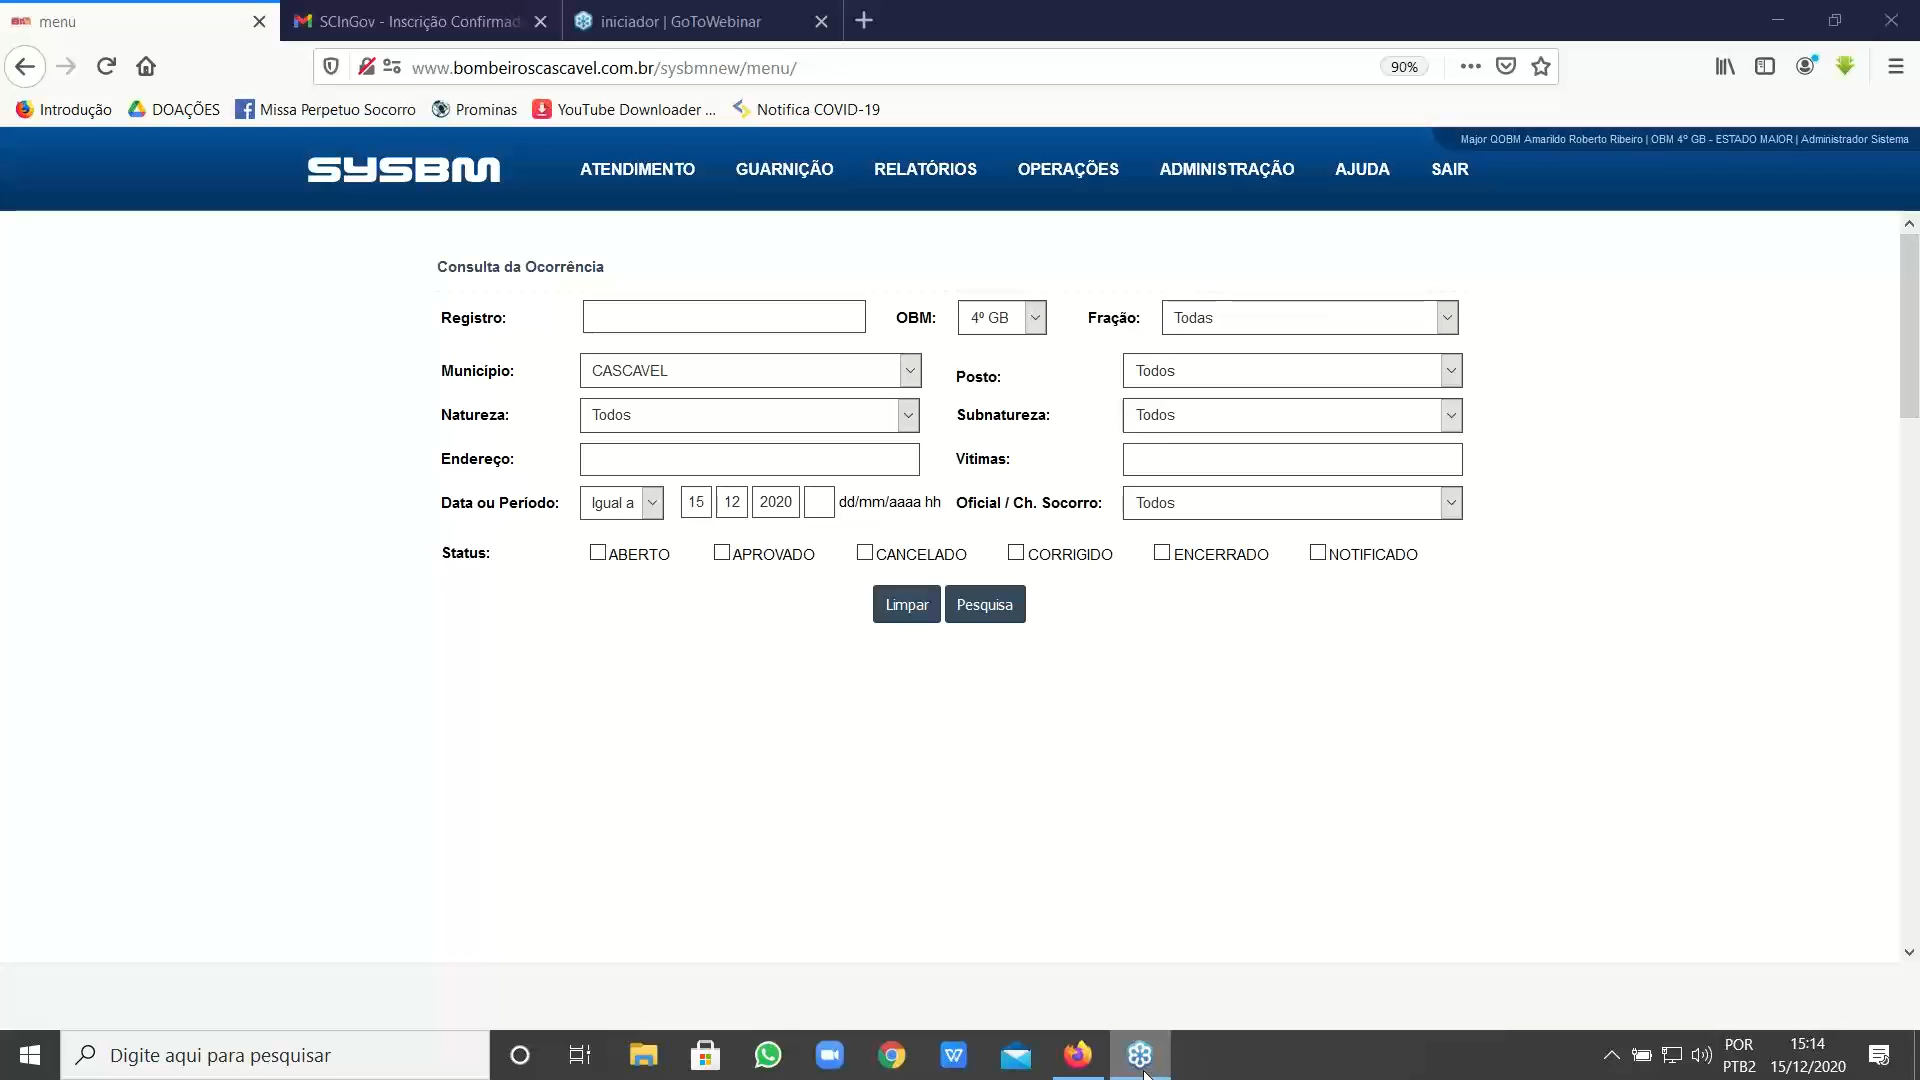 menu
SCInGov - Inscrição Confirmad
iniciador | GoToWebinar
www.bombeiroscascavel.com.br/sysbmnew/menu/
90%
Introdução
DOAÇÕES
Missa Perpetuo Socorro
Prominas
YouTube Downloader ...
Notifica COVID-19
Major QOBM Amarildo Roberto Ribeiro | OBM 4º GB - ESTADO MAIOR | Administrador Sistema
SYSBM
ATENDIMENTO
GUARNIÇÃO
RELATÓRIOS
OPERAÇÕES
ADMINISTRAÇÃO
AJUDA
SAIR
Consulta da Ocorrência
Registro:
OBM: 4º GB
Fração: Todas
Município: CASCAVEL
Posto: Todos
Natureza: Todos
Subnatureza: Todos
Endereço:
Vitimas:
Data ou Período: Igual a 15 12 2020 dd/mm/aaaa hh
Oficial / Ch. Socorro: Todos
Status: ABERTO APROVADO CANCELADO CORRIGIDO ENCERRADO NOTIFICADO
Limpar Pesquisa
Digite aqui para pesquisar
POR
PTB2
15:14
15/12/2020